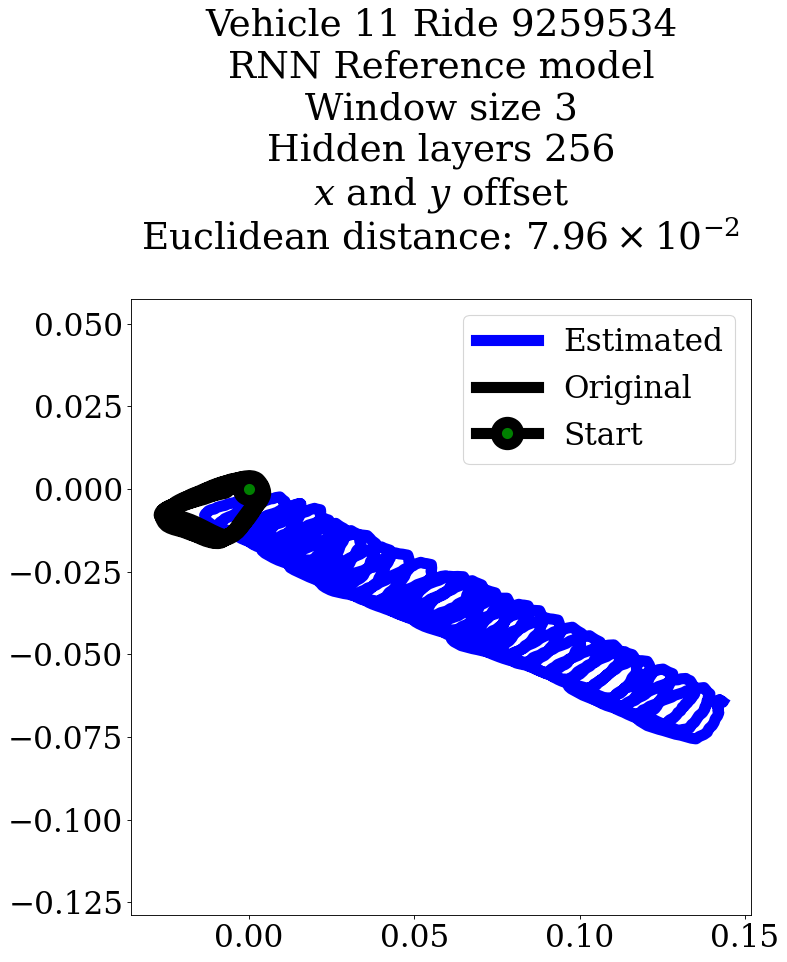 Vehicle 11 Ride 9259534
RNN Reference model
Window size 3
Hidden layers 256
x and y offset
Euclidean distance: 7.96 × 10⁻²
Estimated
Original
Start
0.050
0.025
0.000
−0.025
−0.050
−0.075
−0.100
−0.125
0.00 0.05 0.10 0.15